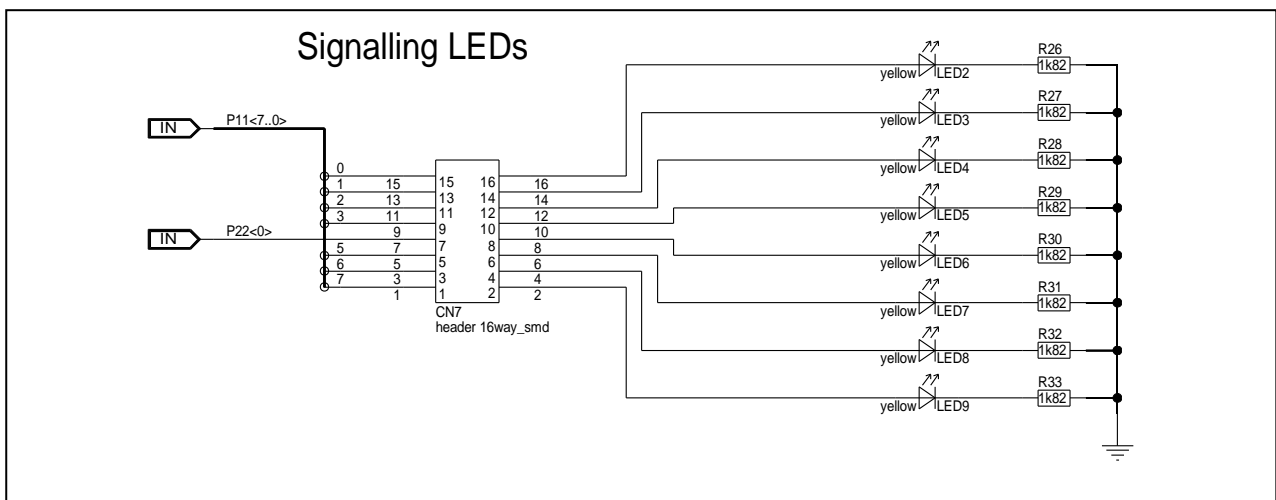 Signalling LEDs
IN P11<7..0>
IN P22<0>
0
1 15 15 16 16
2 13 13 14 14
3 11 11 12 12
9 9 10 10
5 7 7 8 8
6 5 5 6 6
7 3 3 4 4
1 1 2 2
CN7
header 16way_smd
yellow LED2 R26 1k82
yellow LED3 R27 1k82
yellow LED4 R28 1k82
yellow LED5 R29 1k82
yellow LED6 R30 1k82
yellow LED7 R31 1k82
yellow LED8 R32 1k82
yellow LED9 R33 1k82